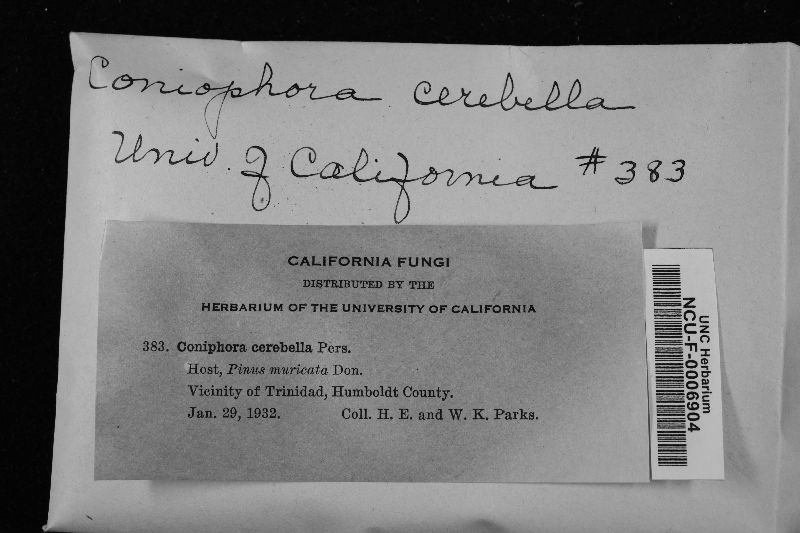 Coniophora cerebella
Univ. of California #383
CALIFORNIA FUNGI
DISTRIBUTED BY THE
HERBARIUM OF THE UNIVERSITY OF CALIFORNIA
383. Coniphora cerebella Pers.
Host, Pinus muricata Don.
Vicinity of Trinidad, Humboldt County.
Jan. 29, 1932. Coll. H. E. and W. K. Parks.
UNC Herbarium
NCU-F-0006904